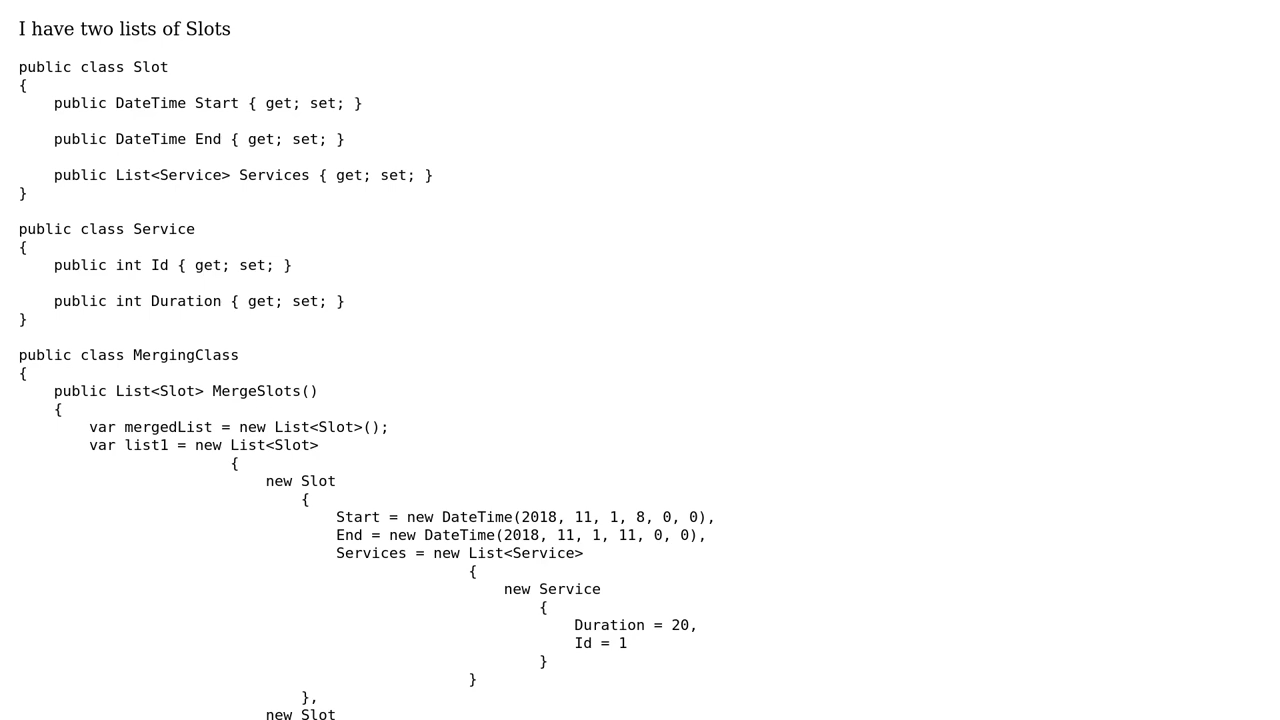 I have two lists of Slots
public class Slot
{
    public DateTime Start { get; set; }
    public DateTime End { get; set; }
    public List<Service> Services { get; set; }
}
public class Service
{
    public int Id { get; set; }
    public int Duration { get; set; }
}
public class MergingClass
{
    public List<Slot> MergeSlots()
    {
        var mergedList = new List<Slot>();
        var list1 = new List<Slot>
                        {
                            new Slot
                                {
                                    Start = new DateTime(2018, 11, 1, 8, 0, 0),
                                    End = new DateTime(2018, 11, 1, 11, 0, 0),
                                    Services = new List<Service>
                                                   {
                                                       new Service
                                                           {
                                                               Duration = 20,
                                                               Id = 1
                                                           }
                                                   }
                                },
                            new Slot